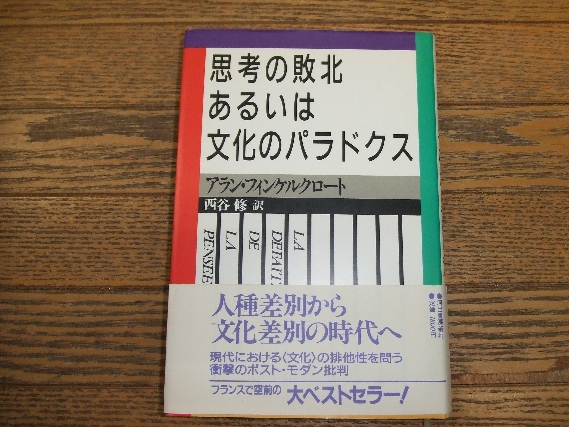 思考の敗北
あるいは
文化のパラドクス
アラン・フィンケルクロート
西谷修 訳
LA
DEFAITE
DE
LA
PENSEE
人種差別から
文化差別の時代へ
現代における〈文化〉の排他性を問う
衝撃のポスト・モダン批判
フランスで空前の 大ベストセラー!